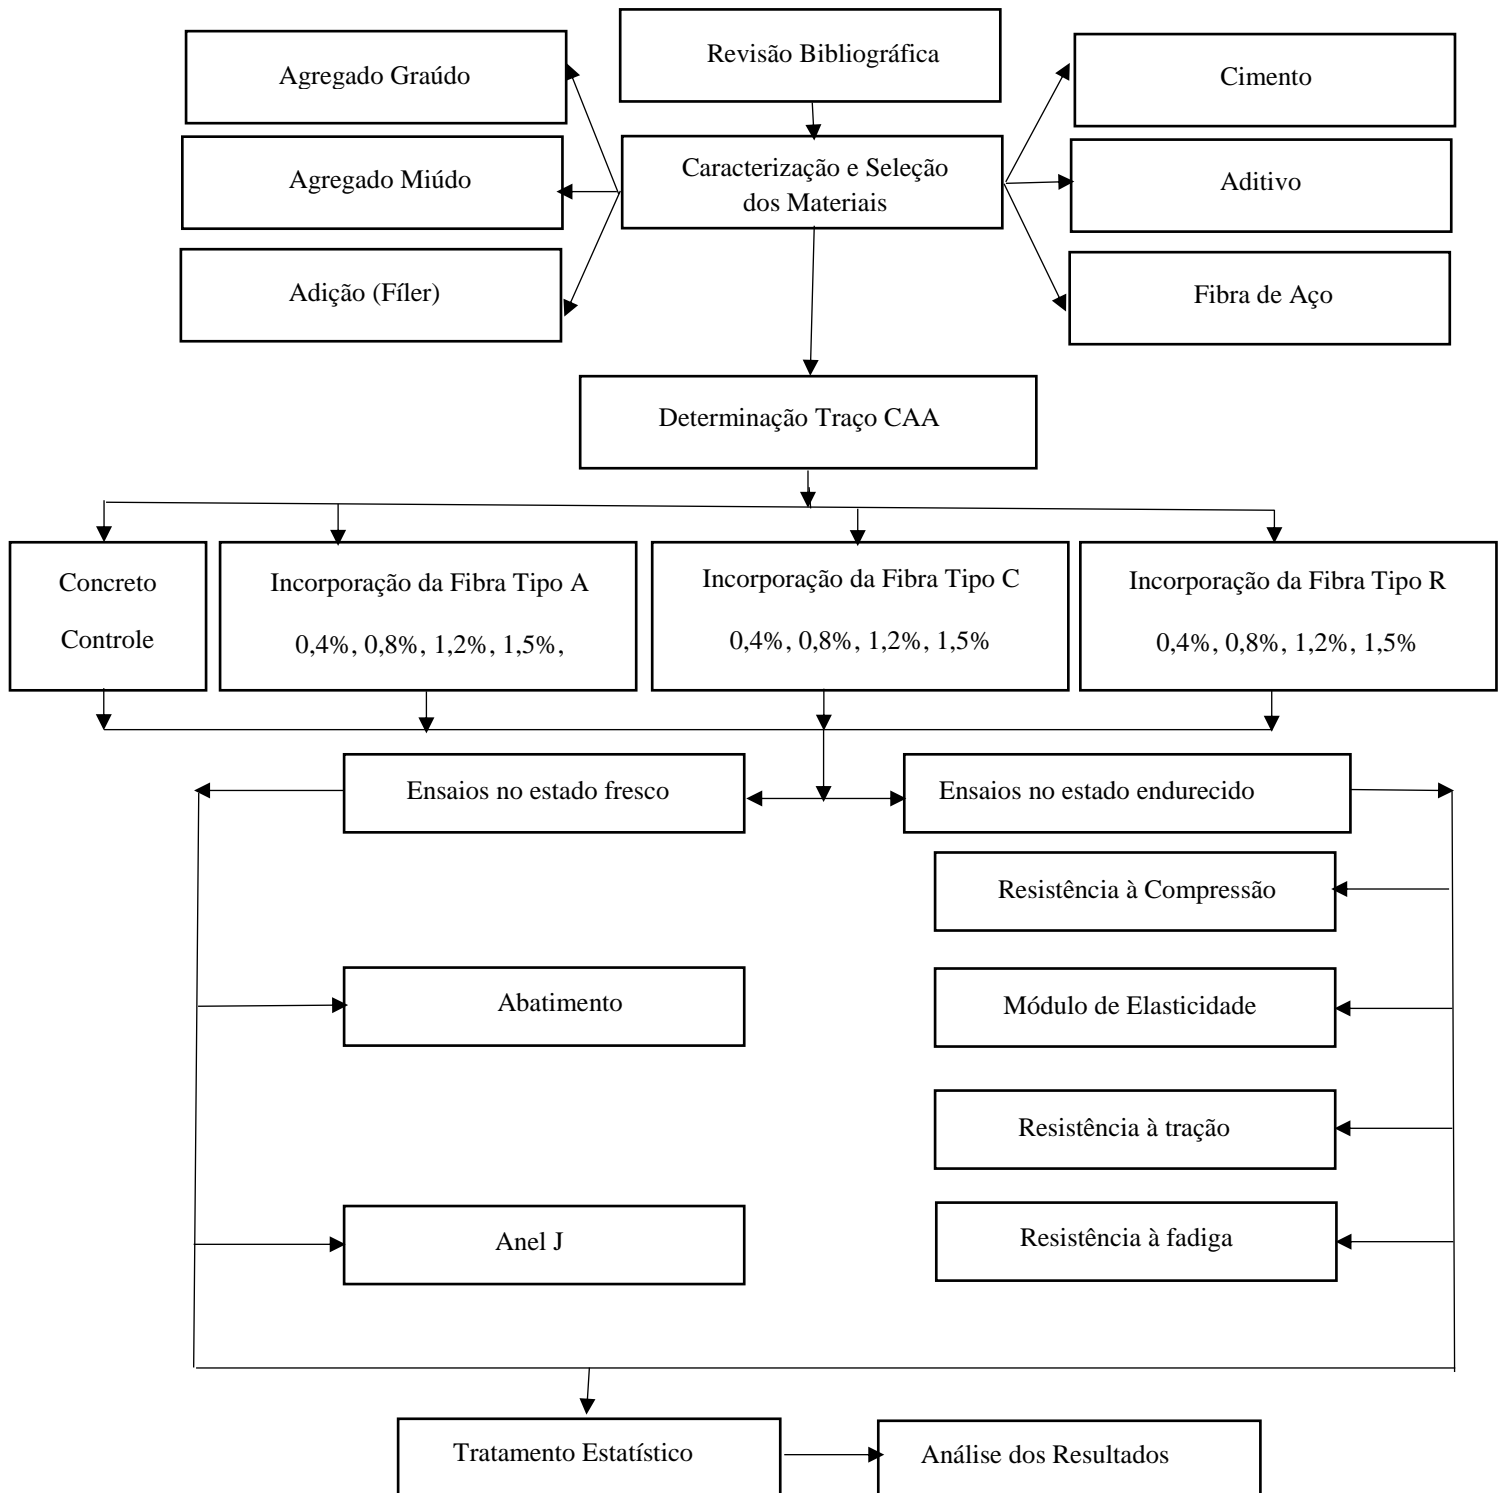 Revisão Bibliográfica
Agregado Graúdo
Cimento
Caracterização e Seleção
dos Materiais
Agregado Miúdo
Aditivo
Adição (Fíler)
Fibra de Aço
Determinação Traço CAA
Concreto
Controle
Incorporação da Fibra Tipo A
0,4%, 0,8%, 1,2%, 1,5%,
Incorporação da Fibra Tipo C
0,4%, 0,8%, 1,2%, 1,5%
Incorporação da Fibra Tipo R
0,4%, 0,8%, 1,2%, 1,5%
Ensaios no estado fresco
Ensaios no estado endurecido
Resistência à Compressão
Abatimento
Módulo de Elasticidade
Resistência à tração
Anel J
Resistência à fadiga
Tratamento Estatístico
Análise dos Resultados